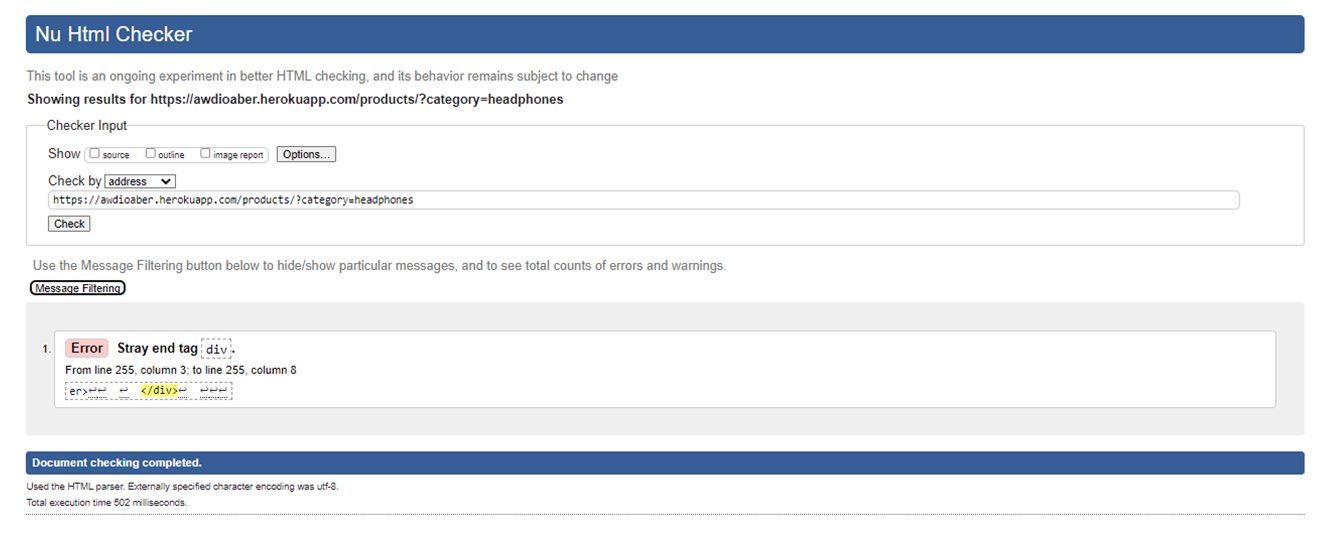 Nu Html Checker
This tool is an ongoing experiment in better HTML checking, and its behavior remains subject to change
Showing results for https://awdioaber.herokuapp.com/products/?category=headphones
Checker Input
Show source outline image report Options...
Check by address
https://awdioaber.herokuapp.com/products/?category=headphones
Check
Use the Message Filtering button below to hide/show particular messages, and to see total counts of errors and warnings.
Message Filtering
1. Error Stray end tag div.
From line 255, column 3; to line 255, column 8
er>↩↩ ↩ </div>↩ ↩↩↩
Document checking completed.
Used the HTML parser. Externally specified character encoding was utf-8.
Total execution time 502 milliseconds.